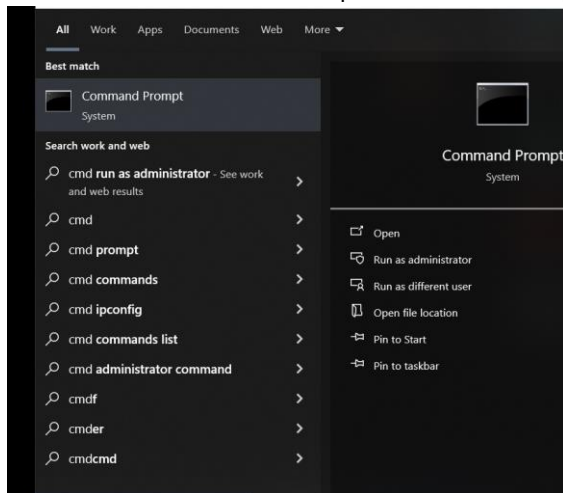 All Work Apps Documents Web More
Best match
Command Prompt
System
Search work and web
cmd run as administrator - See work
and web results
cmd
cmd prompt
cmd commands
cmd ipconfig
cmd commands list
cmd administrator command
cmdf
cmder
cmdcmd
Command Prompt
System
Open
Run as administrator
Run as different user
Open file location
Pin to Start
Pin to taskbar